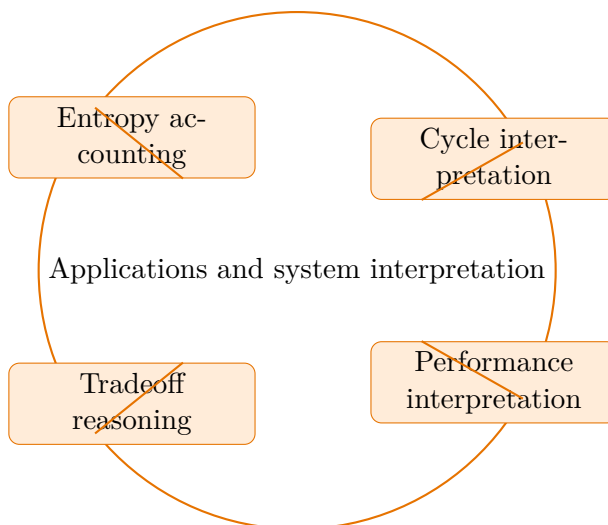 Entropy ac-
counting
Cycle inter-
pretation
Applications and system interpretation
Tradeoff
reasoning
Performance
interpretation